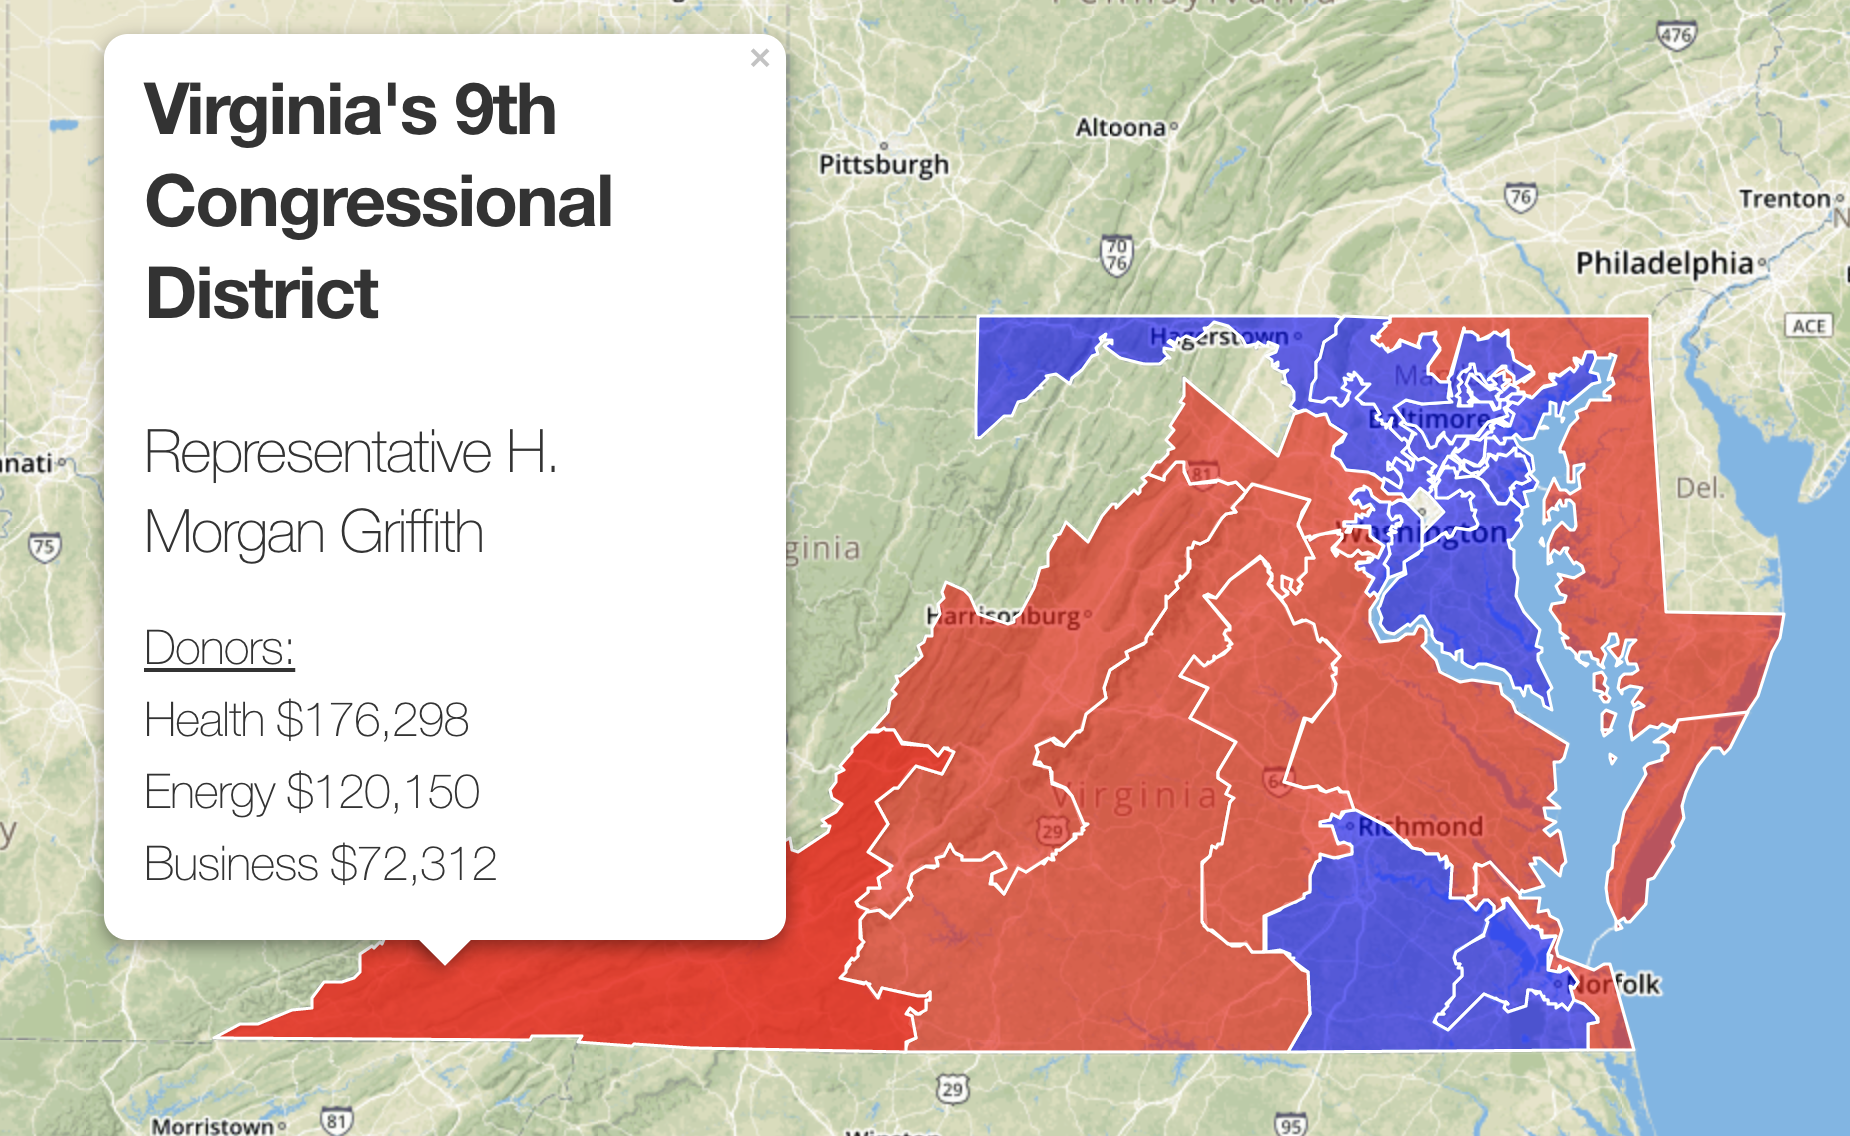 Virginia's 9th
Congressional
District
×
Representative H.
Morgan Griffith
Donors:
Health $176,298
Energy $120,150
Business $72,312
476
Altoona
Pittsburgh
76
Trenton
70
76
Philadelphia
ACE
Hagerstown
Baltimore
nnati
81
Del.
Washington
75
ginia
Harrisonburg
64
Virginia
29
Richmond
y
Norfolk
29
Morristown
81
95